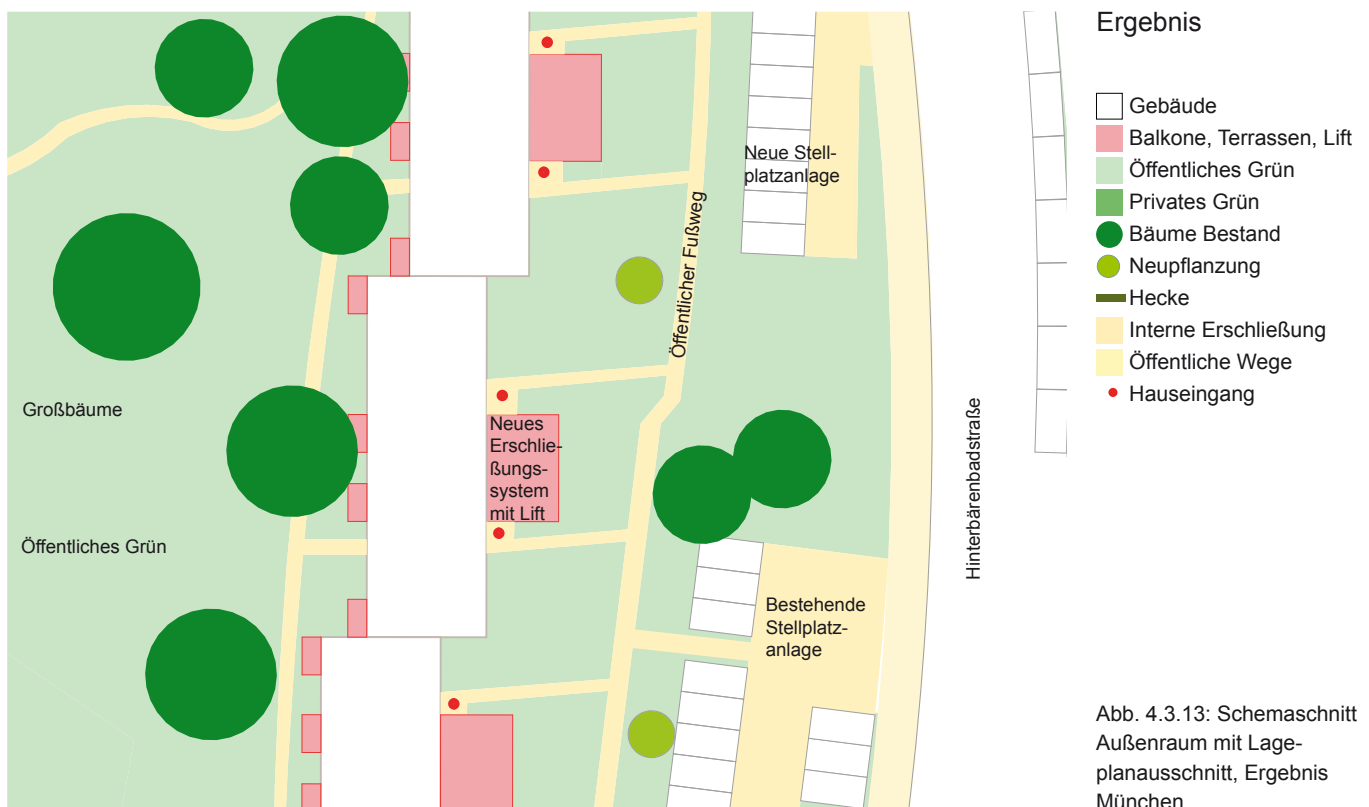 Ergebnis
Gebäude
Balkone, Terrassen, Lift
Öffentliches Grün
Privates Grün
Bäume Bestand
Neupflanzung
Hecke
Interne Erschließung
Öffentliche Wege
Hauseingang
Neue Stell-
platzanlage
Öffentlicher Fußweg
Großbäume
Neues
Erschlie-
ßungs-
system
mit Lift
Öffentliches Grün
Hinterbärenbadstraße
Bestehende
Stellplatz-
anlage
Abb. 4.3.13: Schemaschnitt
Außenraum mit Lage-
planausschnitt, Ergebnis
München